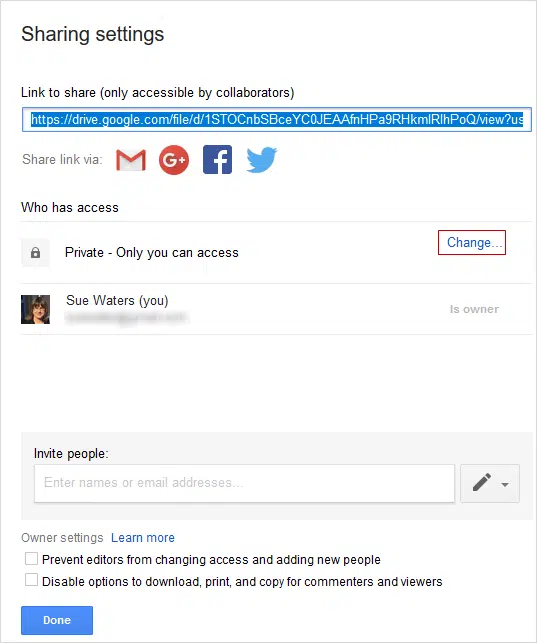 Sharing settings
Link to share (only accessible by collaborators)
https://drive.google.com/file/d/1STOCnbSBceYC0JEAAfnHPa9RHkmlRlhPoQ/view?us
Share link via:
Who has access
Private - Only you can access
Change...
Sue Waters (you)
Is owner
Invite people:
Enter names or email addresses...
Owner settings Learn more
Prevent editors from changing access and adding new people
Disable options to download, print, and copy for commenters and viewers
Done